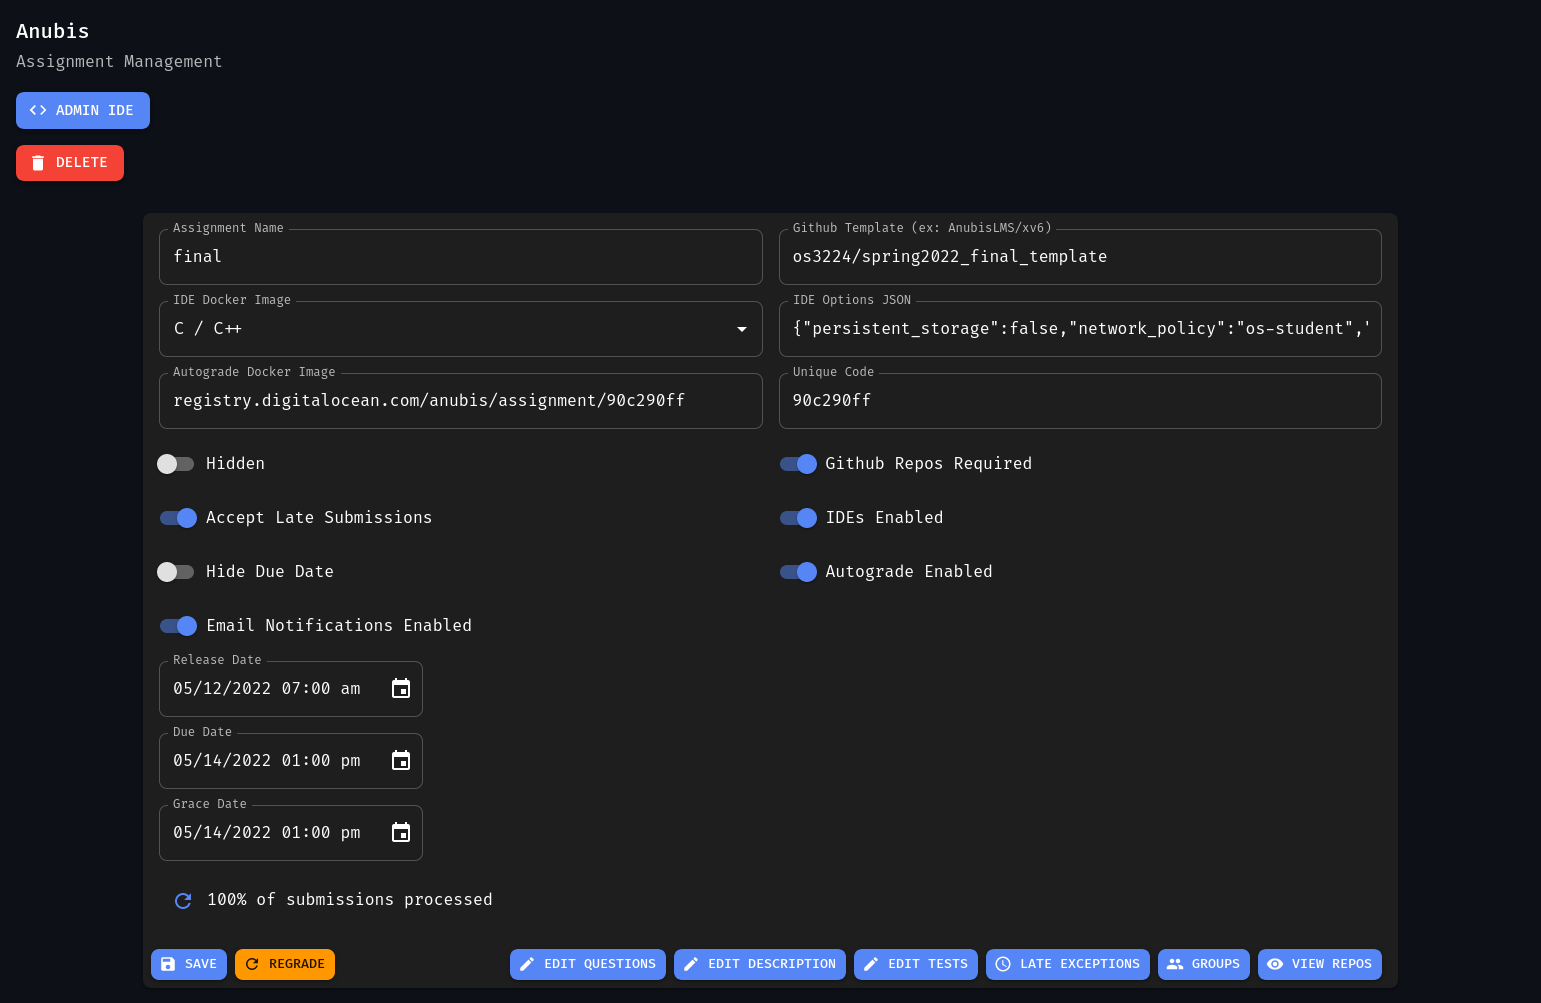 Anubis
Assignment Management
ADMIN IDE
DELETE
Assignment Name
final
Github Template (ex: AnubisLMS/xv6)
os3224/spring2022_final_template
IDE Docker Image
C / C++
IDE Options JSON
{"persistent_storage":false,"network_policy":"os-student",'
Autograde Docker Image
registry.digitalocean.com/anubis/assignment/90c290ff
Unique Code
90c290ff
Hidden
Github Repos Required
Accept Late Submissions
IDEs Enabled
Hide Due Date
Autograde Enabled
Email Notifications Enabled
Release Date
05/12/2022 07:00 am
Due Date
05/14/2022 01:00 pm
Grace Date
05/14/2022 01:00 pm
100% of submissions processed
SAVE
REGRADE
EDIT QUESTIONS
EDIT DESCRIPTION
EDIT TESTS
LATE EXCEPTIONS
GROUPS
VIEW REPOS